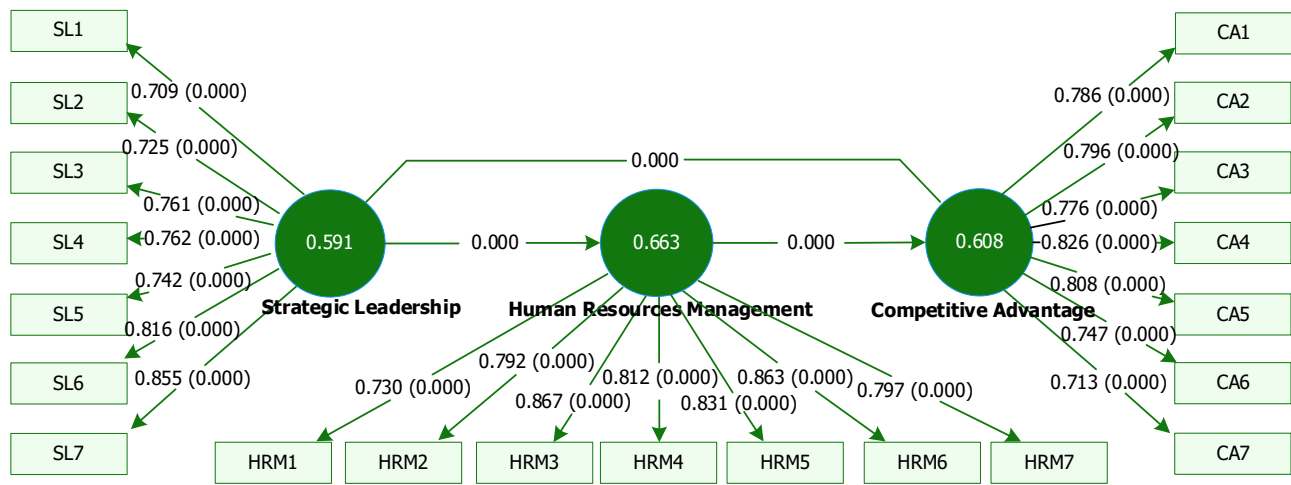 SL1
SL2
SL3
SL4
SL5
SL6
SL7
0.709 (0.000)
0.725 (0.000)
0.761 (0.000)
0.762 (0.000)
0.742 (0.000)
0.816 (0.000)
0.855 (0.000)
0.591
Strategic Leadership
0.000
0.000
0.663
Human Resources Management
0.000
0.608
Competitive Advantage
0.730 (0.000)
0.792 (0.000)
0.867 (0.000)
0.812 (0.000)
0.831 (0.000)
0.863 (0.000)
0.797 (0.000)
HRM1
HRM2
HRM3
HRM4
HRM5
HRM6
HRM7
0.786 (0.000)
0.796 (0.000)
0.776 (0.000)
0.826 (0.000)
0.808 (0.000)
0.747 (0.000)
0.713 (0.000)
CA1
CA2
CA3
CA4
CA5
CA6
CA7